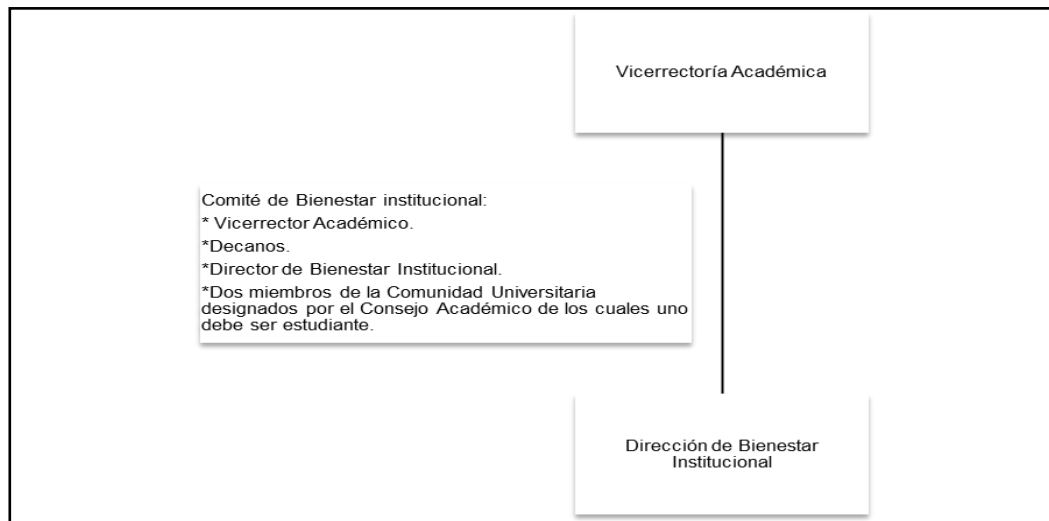 Vicerrectoría Académica
Comité de Bienestar institucional:
* Vicerrector Académico.
*Decanos.
*Director de Bienestar Institucional.
*Dos miembros de la Comunidad Universitaria
designados por el Consejo Académico de los cuales uno
debe ser estudiante.
Dirección de Bienestar
Institucional